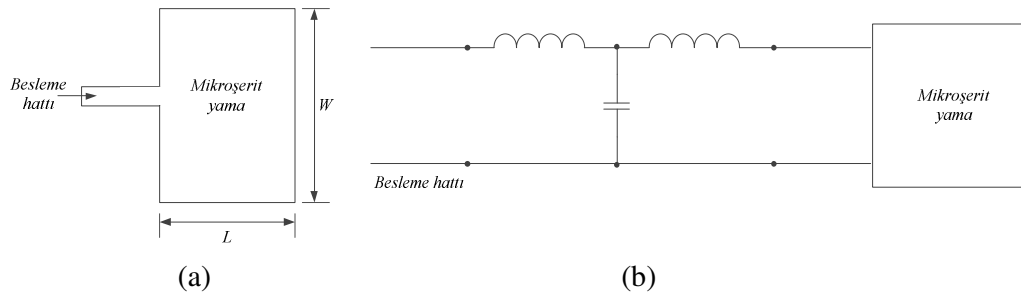 Besleme
hattı
Mikroşerit
yama
W
L
(a)
Besleme hattı
Mikroşerit
yama
(b)